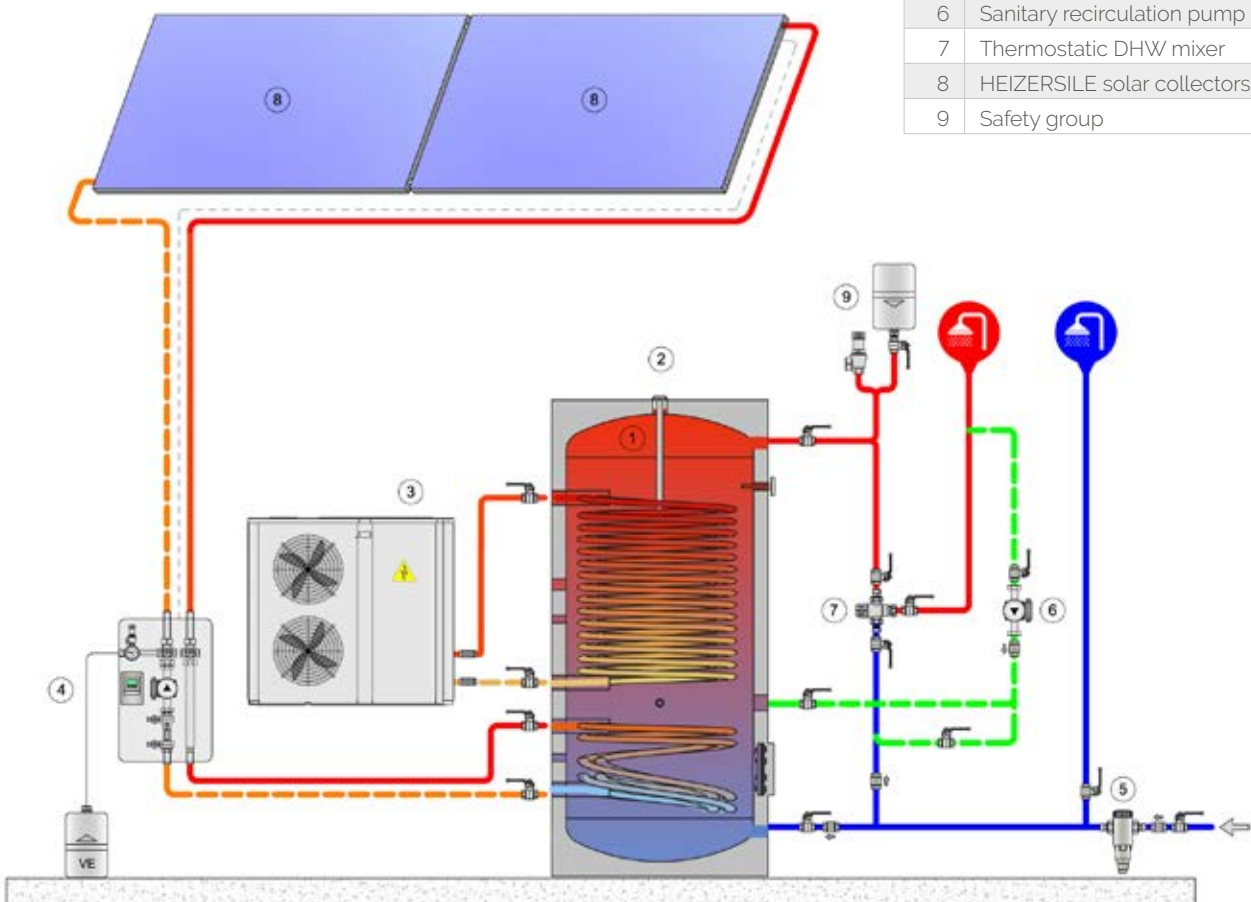 6 Sanitary recirculation pump
7 Thermostatic DHW mixer
8 HEIZERSILE solar collectors
9 Safety group
8 8
9
2
1
3
7
6
4
5
VE